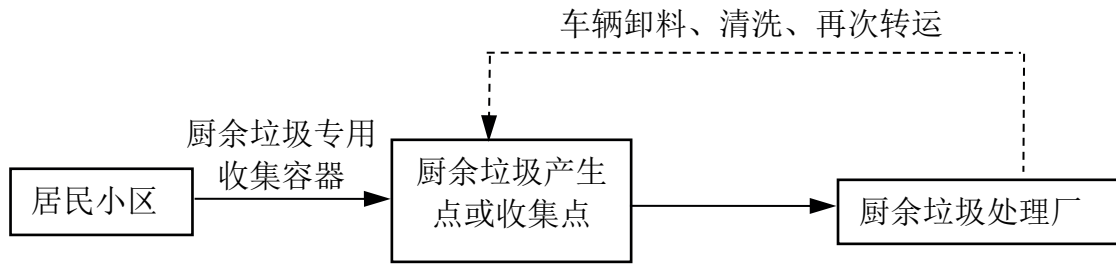 车辆卸料、清洗、再次转运
厨余垃圾专用
收集容器
居民小区
厨余垃圾产生
点或收集点
厨余垃圾处理厂